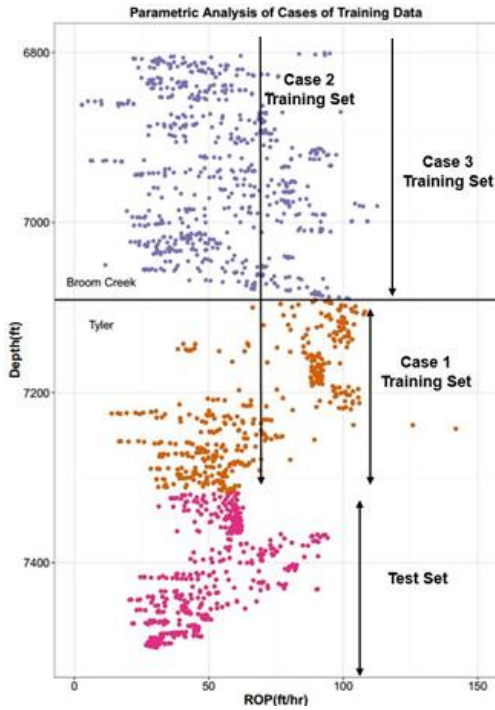 Parametric Analysis of Cases of Training Data
6800
Case 2
Training Set
6900
Case 3
Training Set
7000
Broom Creek
Tyler
Depth(ft)
Case 1
Training Set
7200
7400
Test Set
0
50
100
150
ROP(ft/hr)